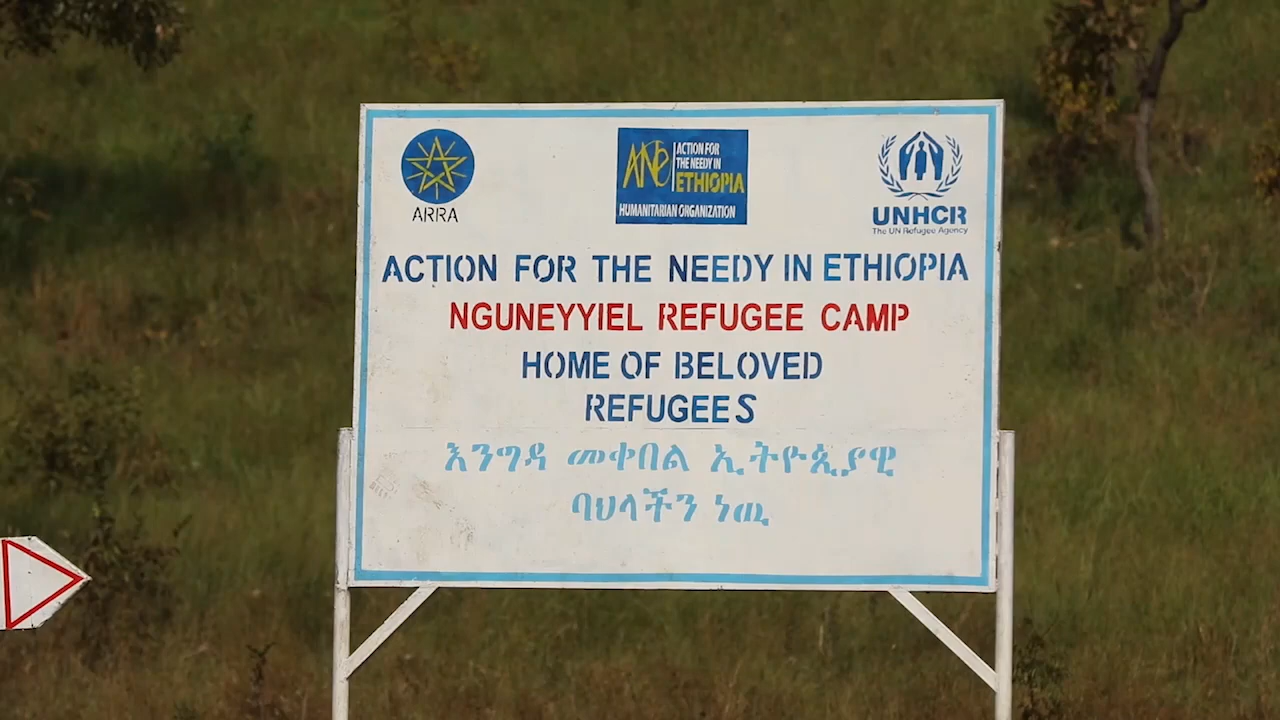 ARRA
ANE
ACTION FOR
THE NEEDY IN
ETHIOPIA
HUMANITARIAN ORGANIZATION
UNHCR
The UN Refugee Agency
ACTION FOR THE NEEDY IN ETHIOPIA
NGUNEYYIEL REFUGEE CAMP
HOME OF BELOVED
REFUGEES
እንግዳ መቀበል ኢትዮጲያዊ
ባህላችን ነዉ